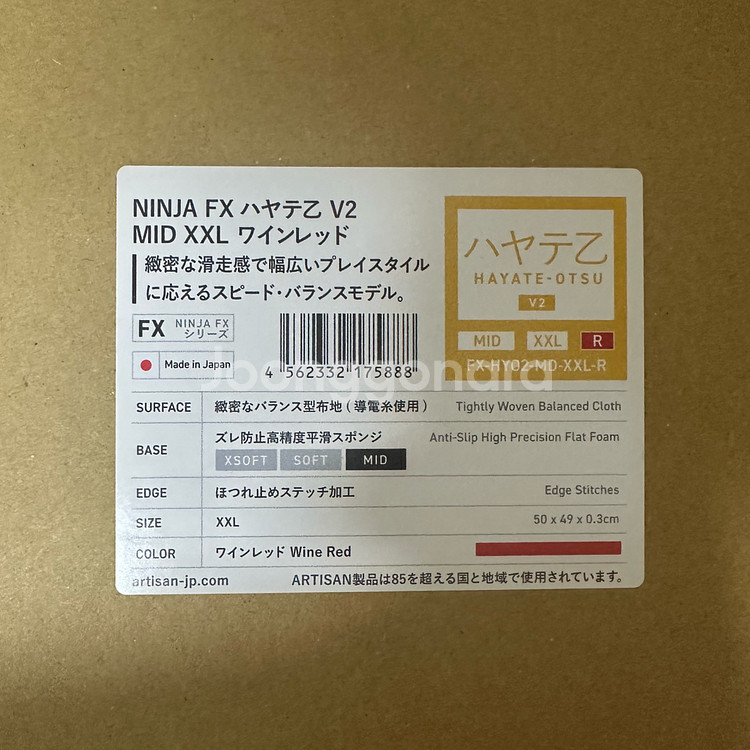 NINJA FX ハヤテ乙 V2
MID XXL ワインレッド
緻密な滑走感で幅広いプレイスタイル
に応えるスピード・バランスモデル。
FX NINJA FX
シリーズ
Made in Japan
4 562332 175888
ハヤテ乙
HAYATE-OTSU
V2
MID XXL R
FX-HY02-MD-XXL-R
Joonggonara
SURFACE 緻密なバランス型布地 ( 導電糸使用 ) Tightly Woven Balanced Cloth
BASE ズレ防止高精度平滑スポンジ Anti-Slip High Precision Flat Foam
XSOFT SOFT MID
EDGE ほつれ止めステッチ加工 Edge Stitches
SIZE XXL 50 x 49 x 0.3cm
COLOR ワインレッド Wine Red
artisan-jp.com ARTISAN製品は85を超える国と地域で使用されています。